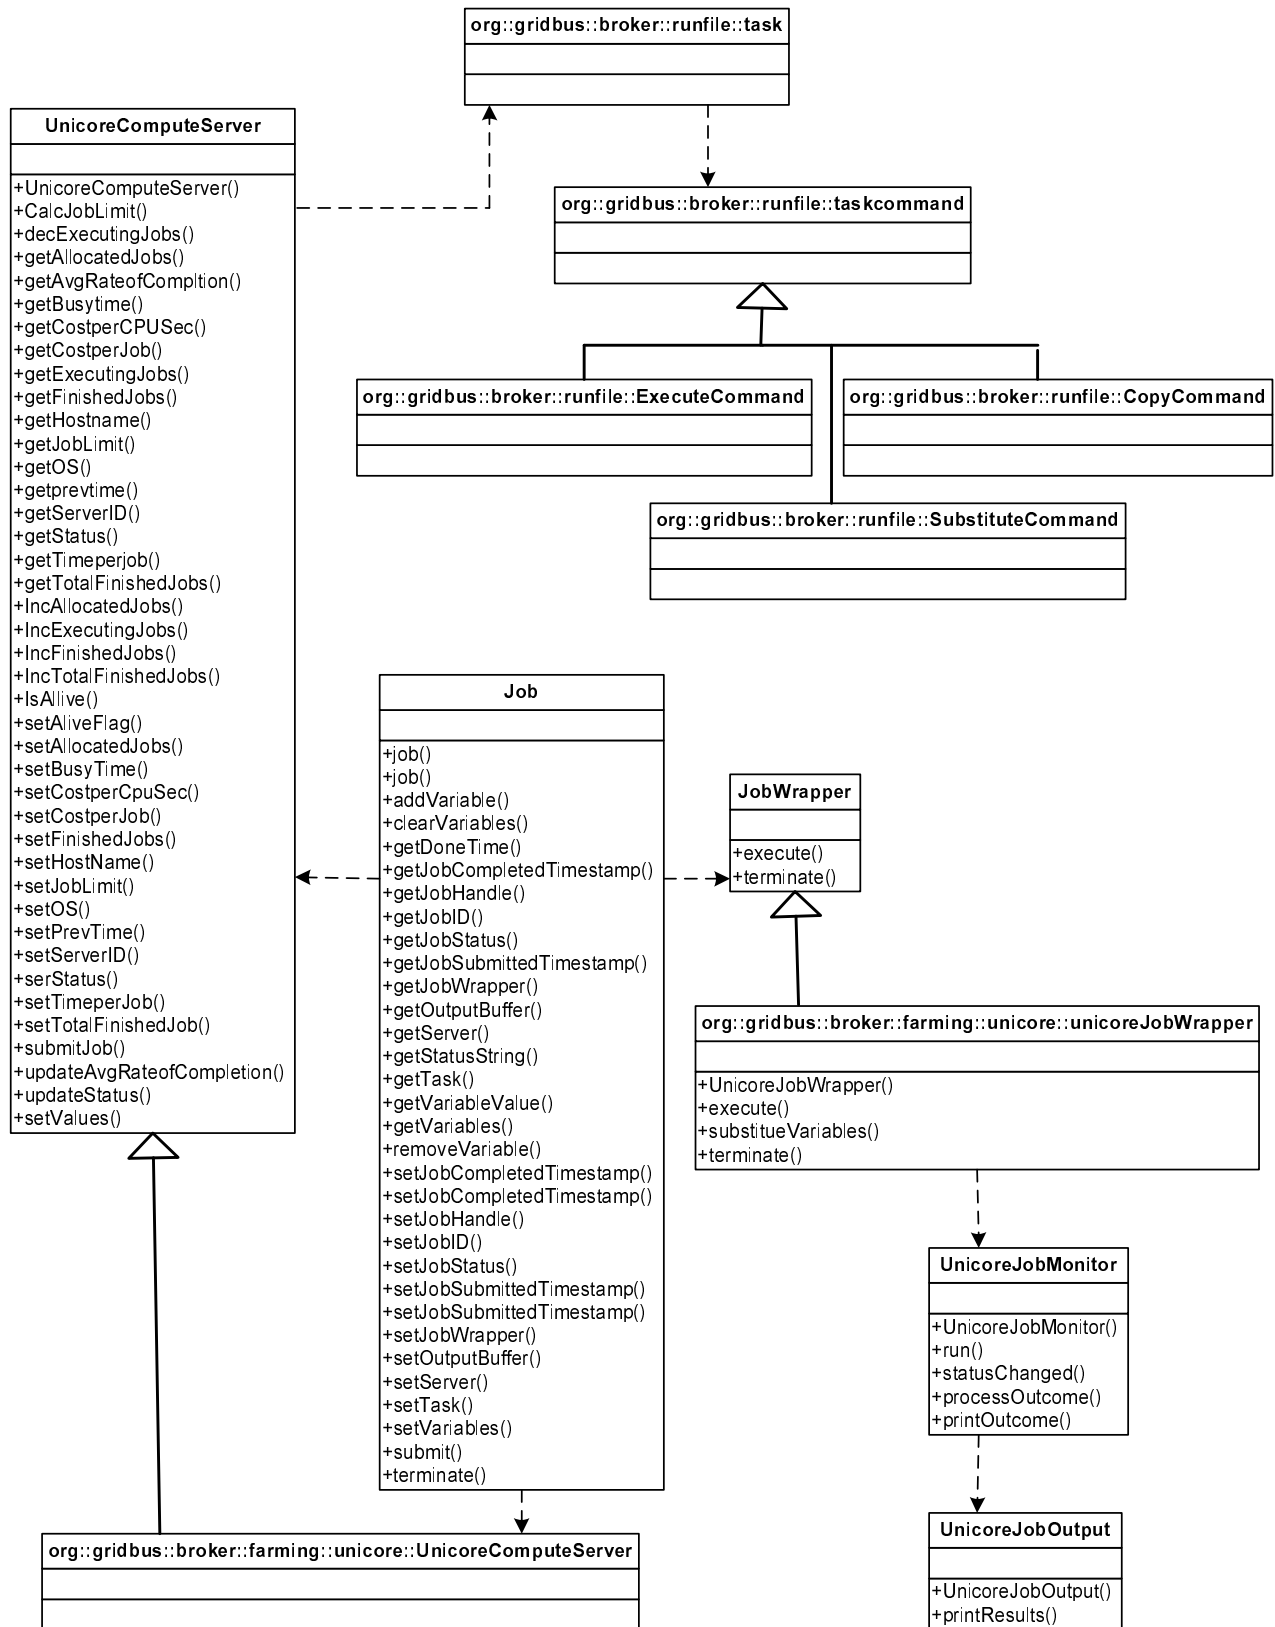 org::gridbus::broker::runfile::task
UnicoreComputeServer
+UnicoreComputeServer()
+CalcJobLimit()
+decExecutingJobs()
+getAllocatedJobs()
+getAvgRateofCompltion()
+getBusytime()
+getCostperCPUSec()
+getCostperJob()
+getExecutingJobs()
+getFinishedJobs()
+getHostname()
+getJobLimit()
+getOS()
+getprevtime()
+getServerID()
+getStatus()
+getTimeperjob()
+getTotalFinishedJobs()
+IncAllocatedJobs()
+IncExecutingJobs()
+IncFinishedJobs()
+IncTotalFinishedJobs()
+IsAllive()
+setAliveFlag()
+setAllocatedJobs()
+setBusyTime()
+setCostperCpuSec()
+setCostperJob()
+setFinishedJobs()
+setHostName()
+setJobLimit()
+setOS()
+setPrevTime()
+setServerID()
+serStatus()
+setTimeperJob()
+setTotalFinishedJob()
+submitJob()
+updateAvgRateofCompletion()
+updateStatus()
+setValues()
org::gridbus::broker::runfile::taskcommand
org::gridbus::broker::runfile::ExecuteCommand
org::gridbus::broker::runfile::CopyCommand
org::gridbus::broker::runfile::SubstituteCommand
Job
+job()
+job()
+addVariable()
+clearVariables()
+getDoneTime()
+getJobCompletedTimestamp()
+getJobHandle()
+getJobID()
+getJobStatus()
+getJobSubmittedTimestamp()
+getJobWrapper()
+getOutputBuffer()
+getServer()
+getStatusString()
+getTask()
+getVariableValue()
+getVariables()
+removeVariable()
+setJobCompletedTimestamp()
+setJobCompletedTimestamp()
+setJobHandle()
+setJobID()
+setJobStatus()
+setJobSubmittedTimestamp()
+setJobSubmittedTimestamp()
+setJobWrapper()
+setOutputBuffer()
+setServer()
+setTask()
+setVariables()
+submit()
+terminate()
JobWrapper
+execute()
+terminate()
org::gridbus::broker::farming::unicore::unicoreJobWrapper
+UnicoreJobWrapper()
+execute()
+substitueVariables()
+terminate()
UnicoreJobMonitor
+UnicoreJobMonitor()
+run()
+statusChanged()
+processOutcome()
+printOutcome()
UnicoreJobOutput
+UnicoreJobOutput()
+printResults()
org::gridbus::broker::farming::unicore::UnicoreComputeServer